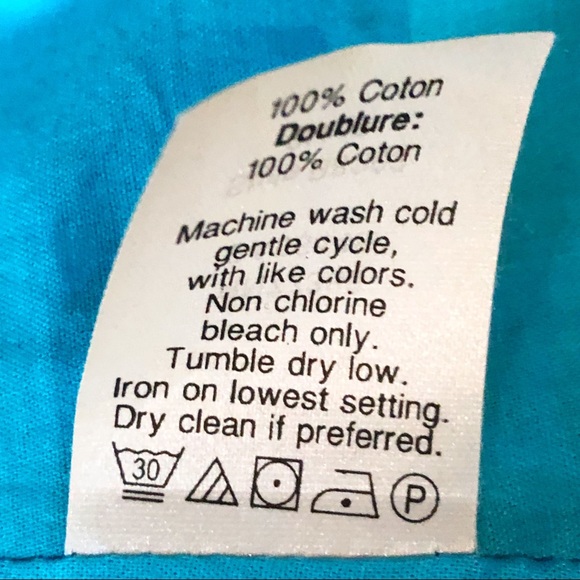 100% Coton
Doublure:
100% Coton
Machine wash cold
gentle cycle,
with like colors.
Non chlorine
bleach only.
Tumble dry low.
Iron on lowest setting.
Dry clean if preferred.
30 P